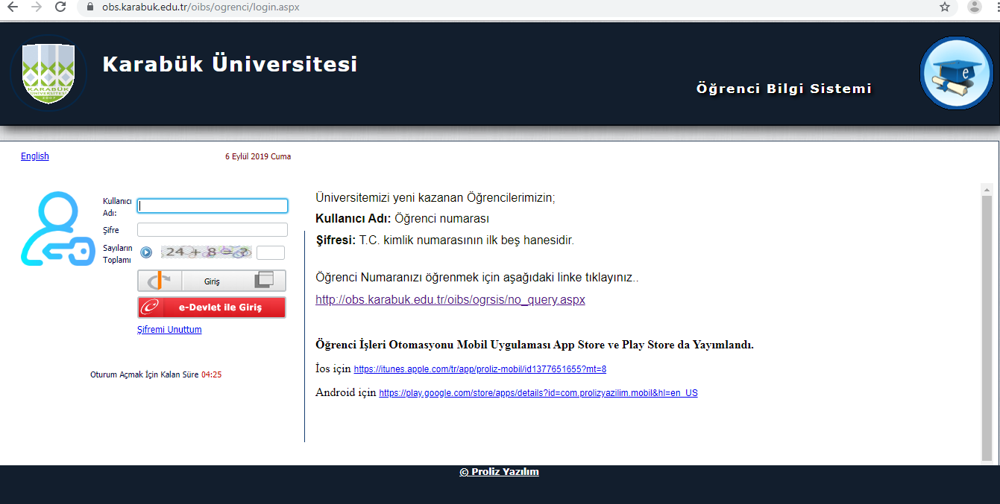 obs.karabuk.edu.tr/oibs/ogrenci/login.aspx
Karabük Üniversitesi
KARABÜK
ÜNİVERSİTESİ
2007
Öğrenci Bilgi Sistemi
e
English
6 Eylül 2019 Cuma
Kullanıcı
Adı:
Şifre
Sayıların
Toplamı
24 + 8 = ?
Giriş
e-Devlet ile Giriş
Şifremi Unuttum
Oturum Açmak İçin Kalan Süre 04:25
Üniversitemizi yeni kazanan Öğrencilerimizin;
Kullanıcı Adı: Öğrenci numarası
Şifresi: T.C. kimlik numarasının ilk beş hanesidir.
Öğrenci Numaranızı öğrenmek için aşağıdaki linke tıklayınız..
http://obs.karabuk.edu.tr/oibs/ogrsis/no_query.aspx
Öğrenci İşleri Otomasyonu Mobil Uygulaması App Store ve Play Store da Yayımlandı.
İos için https://itunes.apple.com/tr/app/proliz-mobil/id1377651655?mt=8
Android için https://play.google.com/store/apps/details?id=com.prolizyazilim.mobil&hl=en_US
© Proliz Yazılım